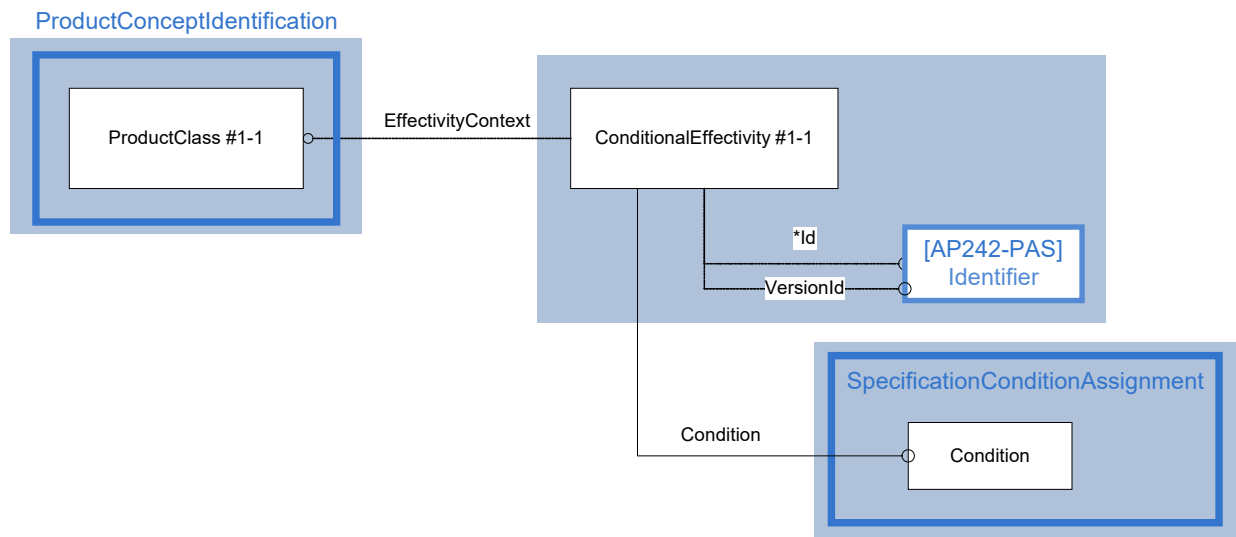 ProductConceptIdentification
ProductClass #1-1
EffectivityContext
ConditionalEffectivity #1-1
*Id
[AP242-PAS]
Identifier
VersionId
SpecificationConditionAssignment
Condition
Condition